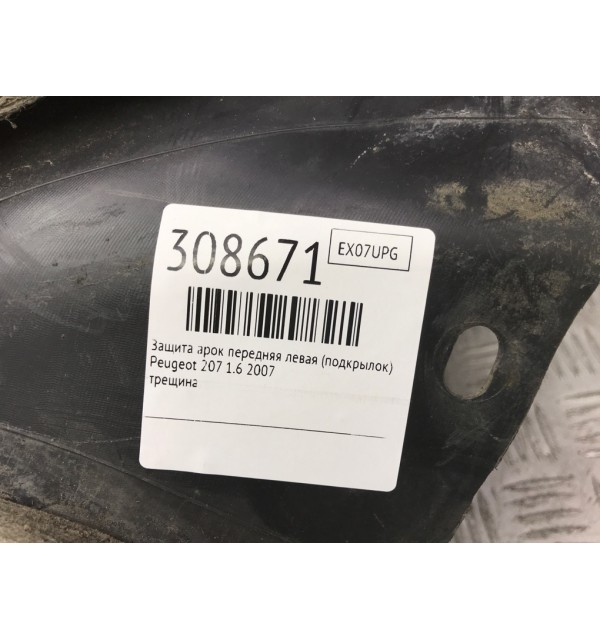 308671
EX07UPG
Защита арок передняя левая (подкрылок)
Peugeot 207 1.6 2007
трещина